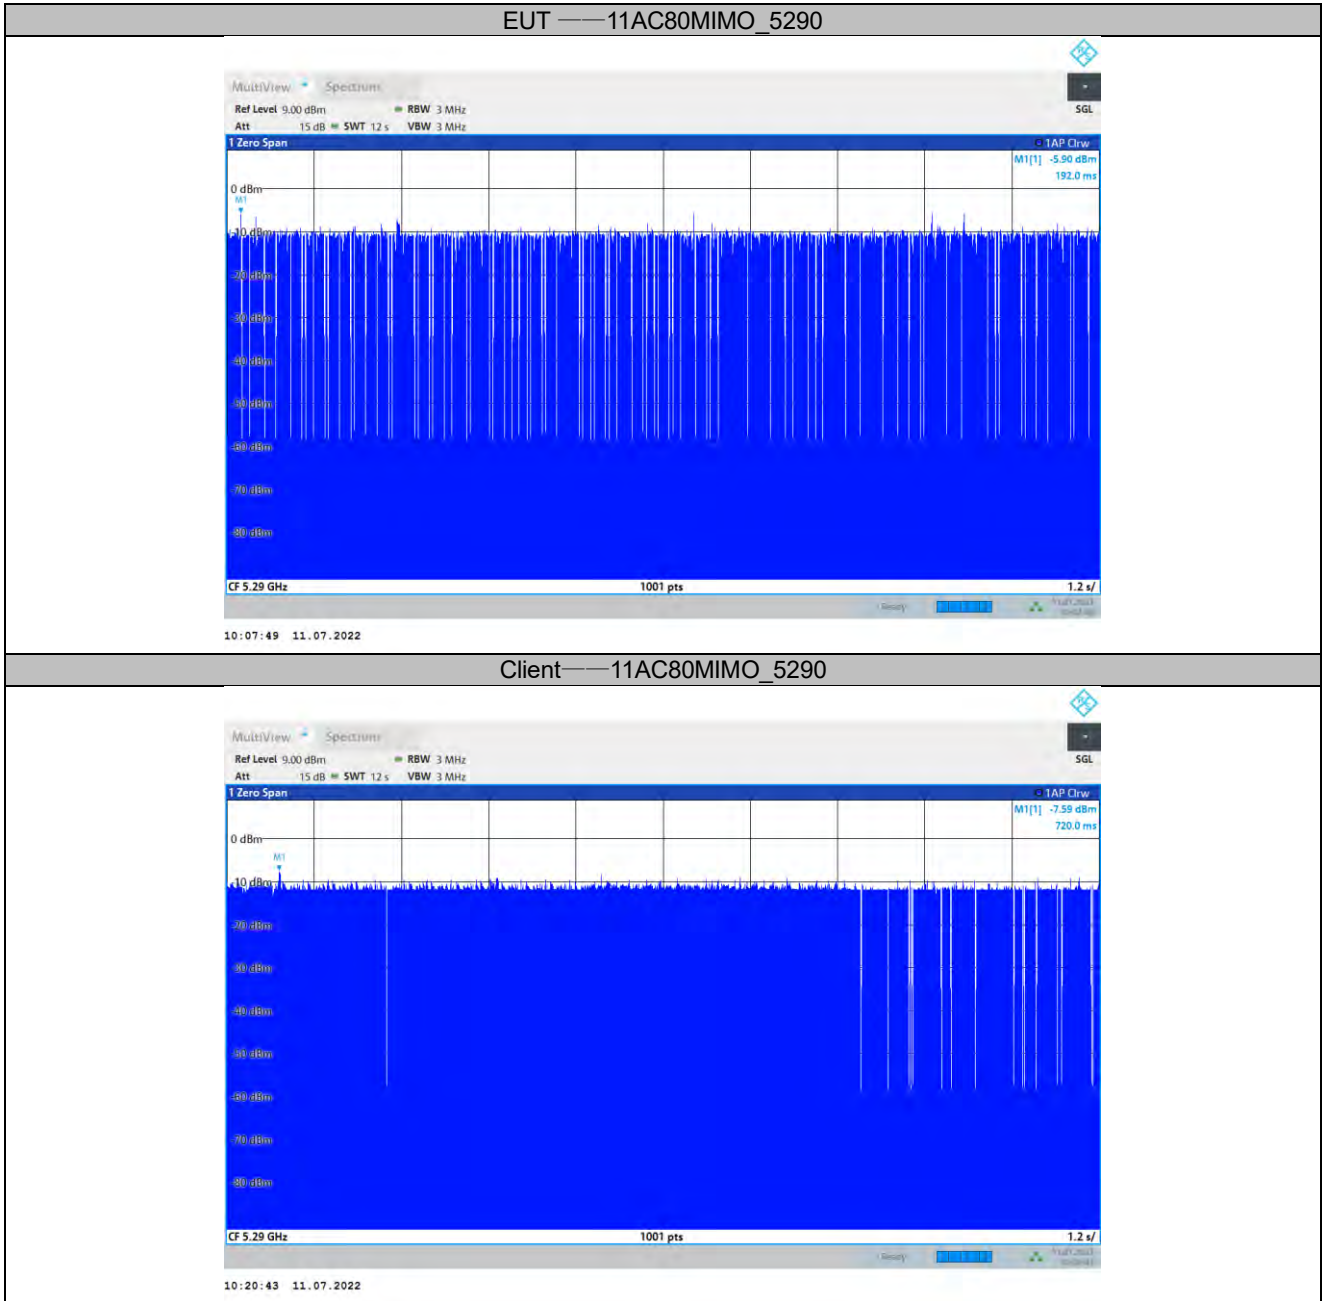 EUT ——11AC80MIMO_5290
MultiView Spectrum
Ref Level 9.00 dBm RBW 3 MHz
SGL
Att 15 dB SWT 12 s VBW 3 MHz
1 Zero Span 1AP Clrw
M1[1] -5.90 dBm
192.0 ms
0 dBm
M1
-10 dBm
-20 dBm
-30 dBm
-40 dBm
-50 dBm
-60 dBm
-70 dBm
-80 dBm
CF 5.29 GHz 1001 pts 1.2 s/
Ready
10:07:49 11.07.2022
Client——11AC80MIMO_5290
MultiView Spectrum
Ref Level 9.00 dBm RBW 3 MHz
SGL
Att 15 dB SWT 12 s VBW 3 MHz
1 Zero Span 1AP Clrw
M1[1] -7.59 dBm
720.0 ms
0 dBm
M1
-10 dBm
-20 dBm
-30 dBm
-40 dBm
-50 dBm
-60 dBm
-70 dBm
-80 dBm
CF 5.29 GHz 1001 pts 1.2 s/
Ready
10:20:43 11.07.2022